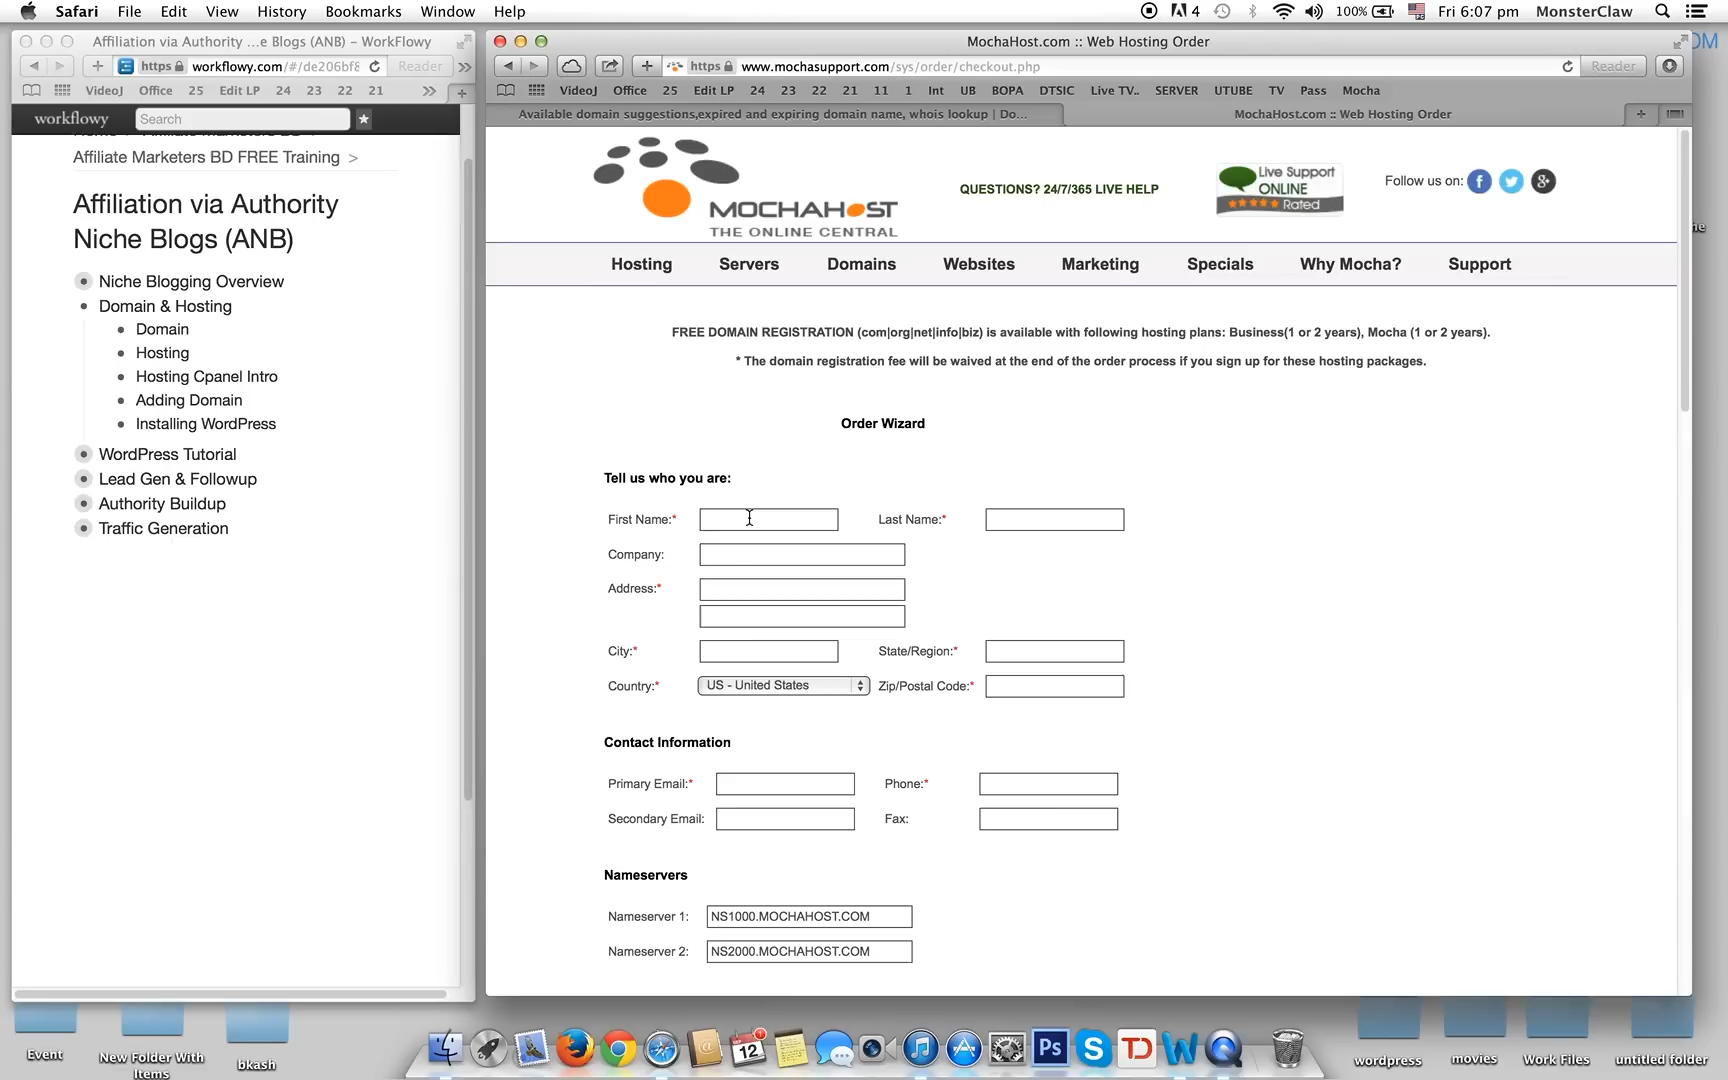 Safari File Edit View History Bookmarks Window Help
4 100% Fri 6:07 pm MonsterClaw
Affiliation via Authority ...e Blogs (ANB) – WorkFlowy
https workflowy.com/#/de206bf8 Reader
VideoJ Office 25 Edit LP 24 23 22 21
workflowy Search
Affiliate Marketers BD FREE Training >
Affiliation via Authority
Niche Blogs (ANB)
Niche Blogging Overview
Domain & Hosting
Domain
Hosting
Hosting Cpanel Intro
Adding Domain
Installing WordPress
WordPress Tutorial
Lead Gen & Followup
Authority Buildup
Traffic Generation
MochaHost.com :: Web Hosting Order
https www.mochasupport.com/sys/order/checkout.php Reader
VideoJ Office 25 Edit LP 24 23 22 21 11 1 Int UB BOPA DTSIC Live TV.. SERVER UTUBE TV Pass Mocha
Available domain suggestions,expired and expiring domain name, whois lookup | Do... MochaHost.com :: Web Hosting Order
MOCHAHOST
THE ONLINE CENTRAL
QUESTIONS? 24/7/365 LIVE HELP
Live Support
ONLINE
Rated
Follow us on:
Hosting Servers Domains Websites Marketing Specials Why Mocha? Support
FREE DOMAIN REGISTRATION (com|org|net|info|biz) is available with following hosting plans: Business(1 or 2 years), Mocha (1 or 2 years).
* The domain registration fee will be waived at the end of the order process if you sign up for these hosting packages.
Order Wizard
Tell us who you are:
First Name:* Last Name:*
Company:
Address:*
City:* State/Region:*
Country:* US - United States Zip/Postal Code:*
Contact Information
Primary Email:* Phone:*
Secondary Email: Fax:
Nameservers
Nameserver 1: NS1000.MOCHAHOST.COM
Nameserver 2: NS2000.MOCHAHOST.COM
Event
New Folder With
Items
bkash
12
Ps
TD
wordpress
movies
Work Files
untitled folder